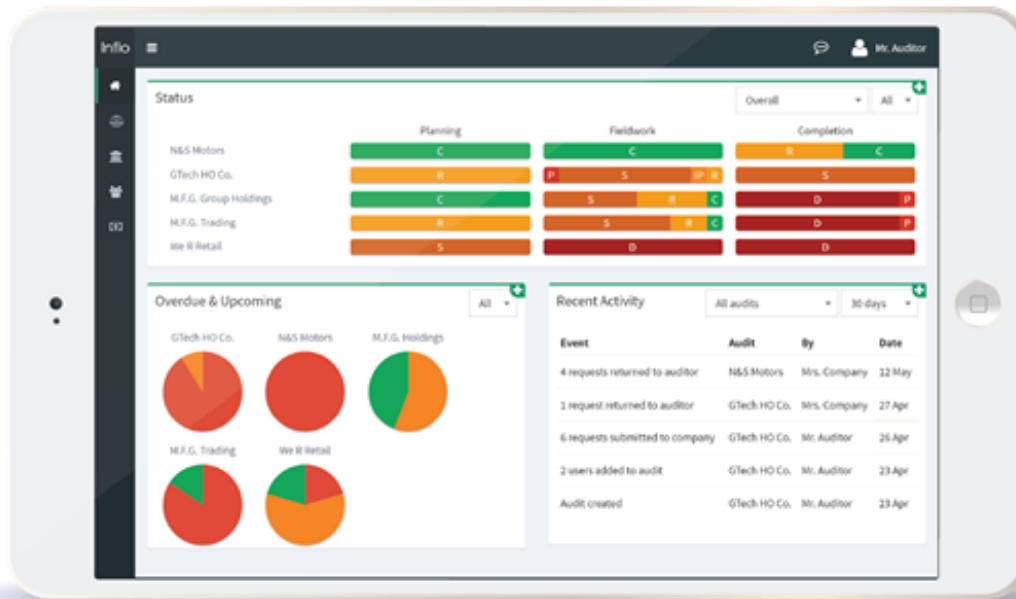 Inflo
Mr. Auditor
Status
Overall
All
Planning Fieldwork Completion
N&S Motors C C R C
GTech HO Co. R P S IP R S
M.F.G. Group Holdings C S R C D P
M.F.G. Trading R S R C D P
We R Retail S D D
Overdue & Upcoming
All
GTech HO Co. N&S Motors M.F.G. Holdings
M.F.G. Trading We R Retail
Recent Activity
All audits
30 days
Event Audit By Date
4 requests returned to auditor N&S Motors Mrs. Company 12 May
1 request returned to auditor GTech HO Co. Mrs. Company 27 Apr
6 requests submitted to company GTech HO Co. Mr. Auditor 26 Apr
2 users added to audit GTech HO Co. Mr. Auditor 23 Apr
Audit created GTech HO Co. Mr. Auditor 23 Apr